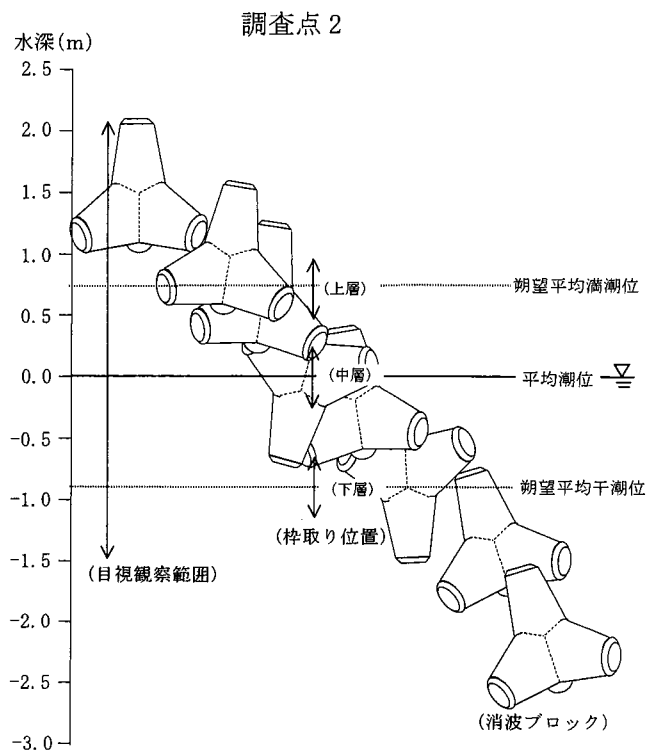 調査点2
水深(m)
2.5
2.0
1.5
1.0
(上層)
朔望平均満潮位
0.5
0.0
(中層)
平均潮位
-0.5
(下層)
朔望平均干潮位
-1.0
(枠取り位置)
-1.5
(目視観察範囲)
-2.0
-2.5
(消波ブロック)
-3.0